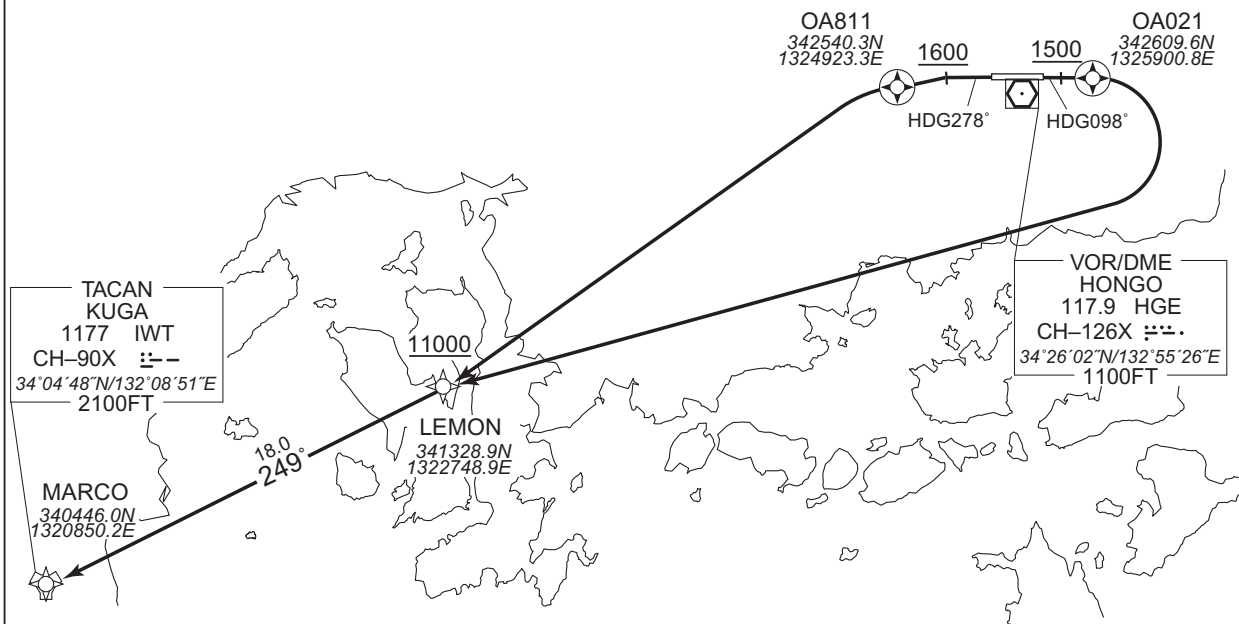 OA811
342540.3N
1324923.3E
1600
1500
OA021
342609.6N
1325900.8E
HDG278°
HDG098°
TACAN
KUGA
1177 IWT
CH–90X
34°04′48″N/132°08′51″E
2100FT
VOR/DME
HONGO
117.9 HGE
CH–126X
34°26′02″N/132°55′26″E
1100FT
11000
LEMON
341328.9N
1322748.9E
18.0
249°
MARCO
340446.0N
1320850.2E